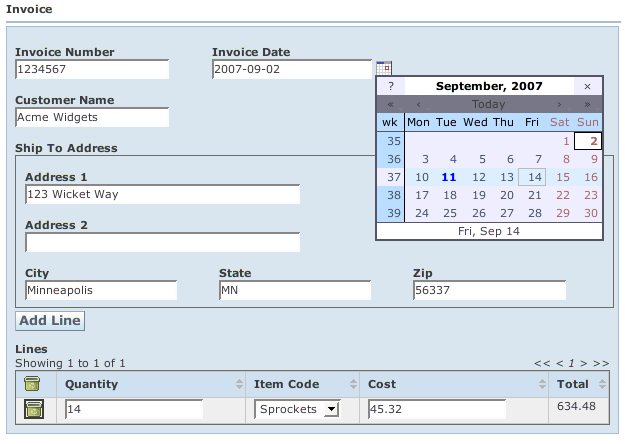 Invoice
Invoice Number Invoice Date
1234567 2007-09-02
Customer Name
Acme Widgets
Ship To Address
Address 1
123 Wicket Way
Address 2
City State Zip
Minneapolis MN 56337
? September, 2007 ×
« ‹ Today › »
wk Mon Tue Wed Thu Fri Sat Sun
35 1 2
36 3 4 5 6 7 8 9
37 10 11 12 13 14 15 16
38 17 18 19 20 21 22 23
39 24 25 26 27 28 29 30
Fri, Sep 14
Add Line
Lines
Showing 1 to 1 of 1 << < 1 > >>
Quantity Item Code Cost Total
14 Sprockets 45.32 634.48